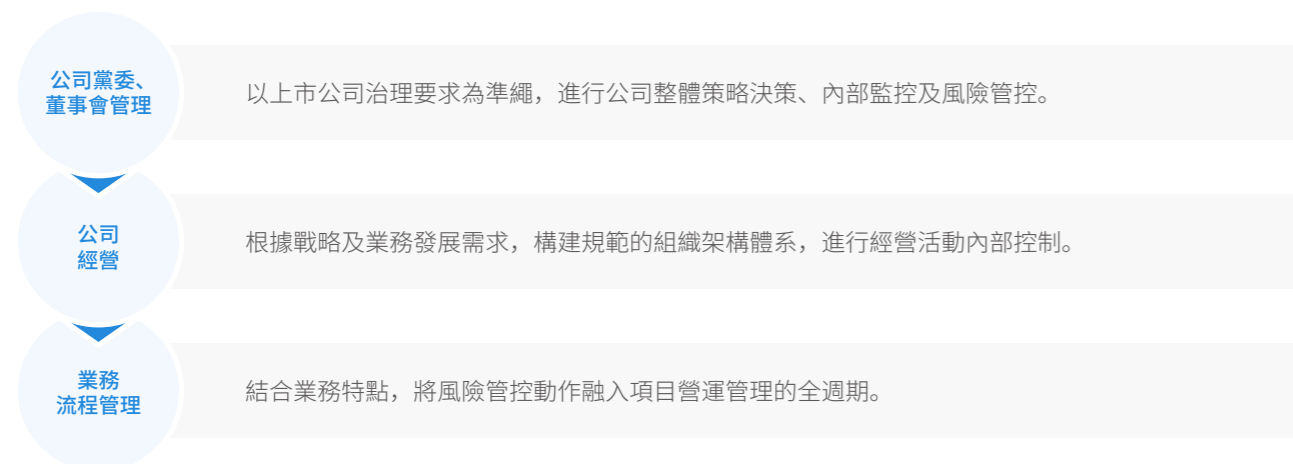 公司黨委、
董事會管理
以上市公司治理要求為準繩，進行公司整體策略決策、內部監控及風險管控。
公司
經營
根據戰略及業務發展需求，構建規範的組織架構體系，進行經營活動內部控制。
業務
流程管理
結合業務特點，將風險管控動作融入項目營運管理的全週期。